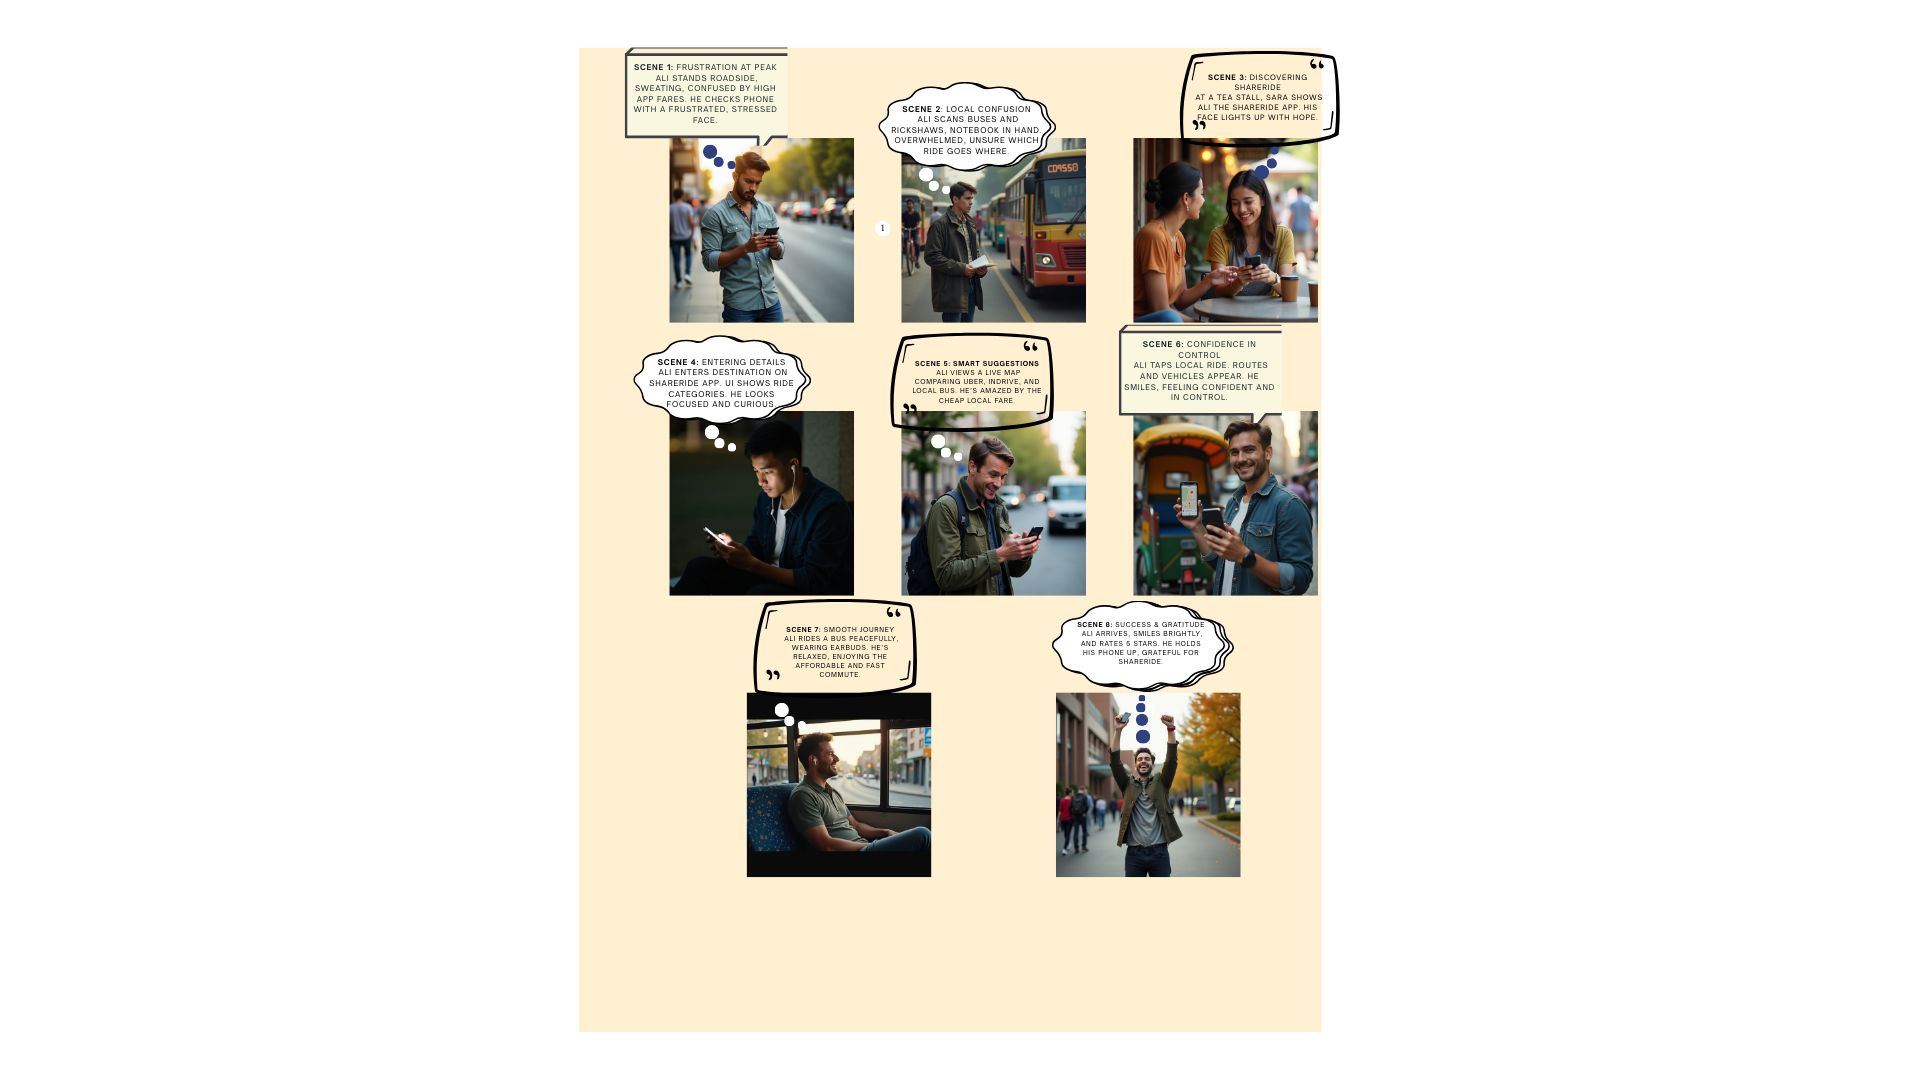 SCENE 1: FRUSTRATION AT PEAK
ALI STANDS ROADSIDE,
SWEATING, CONFUSED BY HIGH
APP FARES. HE CHECKS PHONE
WITH A FRUSTRATED, STRESSED
FACE.
SCENE 2: LOCAL CONFUSION
ALI SCANS BUSES AND
RICKSHAWS, NOTEBOOK IN HAND.
OVERWHELMED, UNSURE WHICH
RIDE GOES WHERE.
“
SCENE 3: DISCOVERING
SHARERIDE
AT A TEA STALL, SARA SHOWS
ALI THE SHARERIDE APP. HIS
FACE LIGHTS UP WITH HOPE.
”
1
SCENE 4: ENTERING DETAILS
ALI ENTERS DESTINATION ON
SHARERIDE APP. UI SHOWS RIDE
CATEGORIES. HE LOOKS
FOCUSED AND CURIOUS.
“
SCENE 5: SMART SUGGESTIONS
ALI VIEWS A LIVE MAP
COMPARING UBER, INDRIVE, AND
LOCAL BUS. HE'S AMAZED BY THE
CHEAP LOCAL FARE.
”
SCENE 6: CONFIDENCE IN
CONTROL
ALI TAPS LOCAL RIDE. ROUTES
AND VEHICLES APPEAR. HE
SMILES, FEELING CONFIDENT AND
IN CONTROL.
“
SCENE 7: SMOOTH JOURNEY
ALI RIDES A BUS PEACEFULLY,
WEARING EARBUDS. HE'S
RELAXED, ENJOYING THE
AFFORDABLE AND FAST
COMMUTE.
”
SCENE 8: SUCCESS & GRATITUDE
ALI ARRIVES, SMILES BRIGHTLY,
AND RATES 5 STARS. HE HOLDS
HIS PHONE UP, GRATEFUL FOR
SHARERIDE.